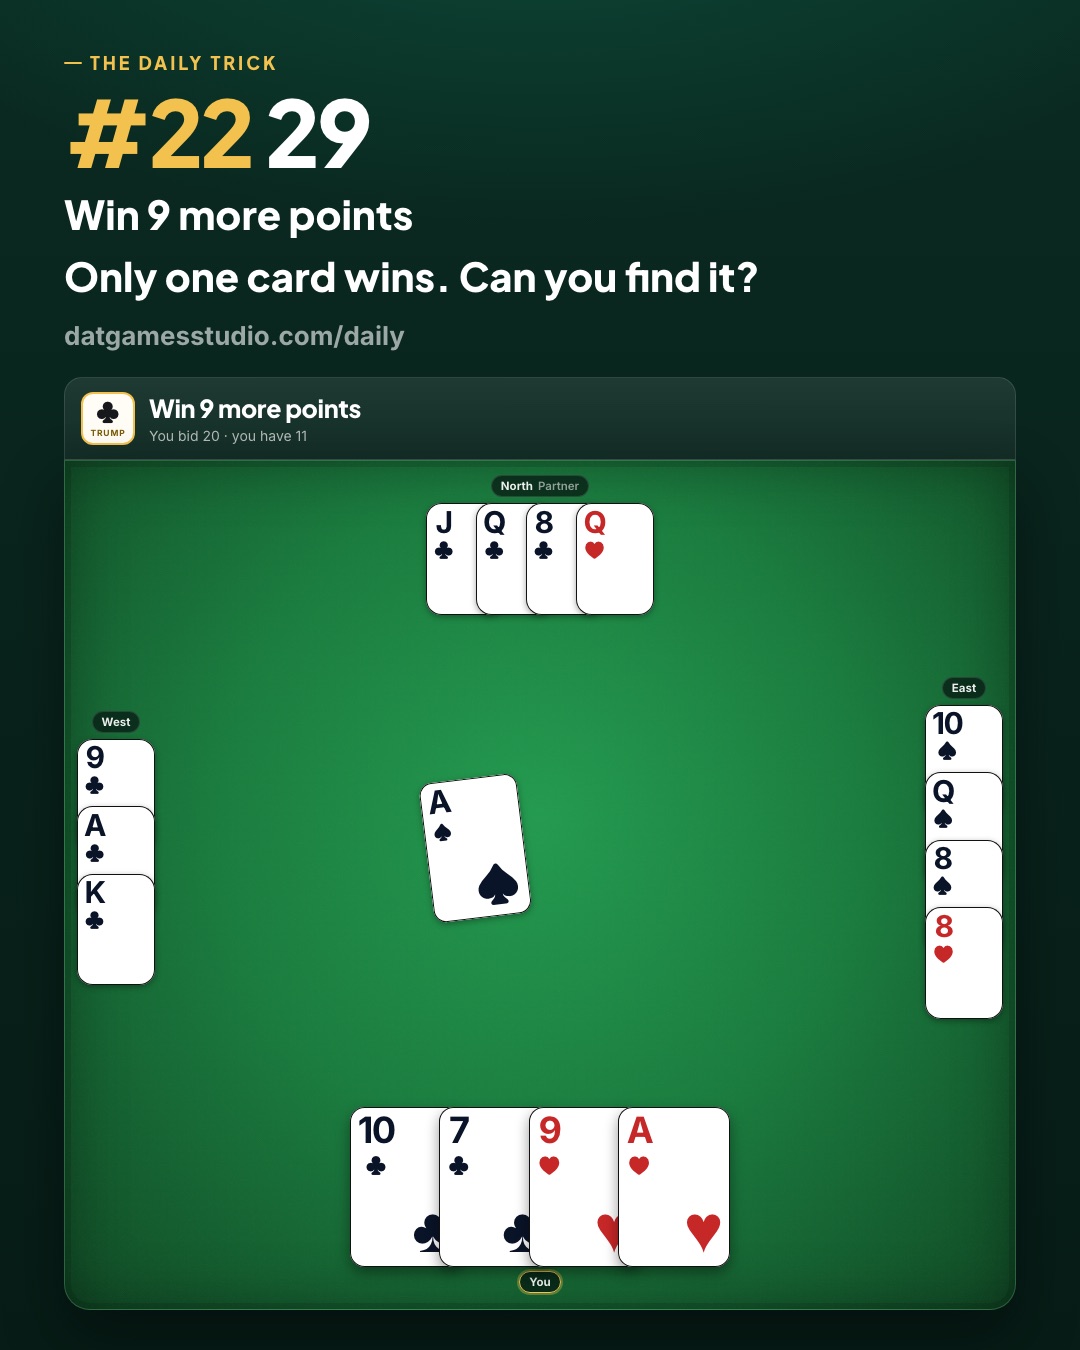 — THE DAILY TRICK
#22 29
Win 9 more points
Only one card wins. Can you find it?
datgamesstudio.com/daily
TRUMP
Win 9 more points
You bid 20 · you have 11
North Partner
J Q 8 Q
West
9
A
K
A
East
10
Q
8
8
10 7 9 A
You